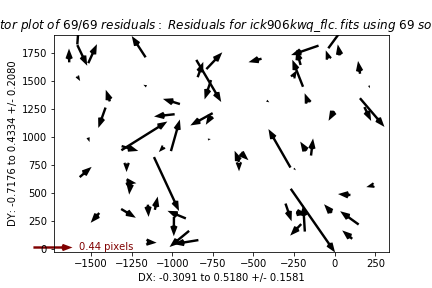 tor plot of 69/69 residuals: Residuals for ick906kwq_flc.fits using 69 so
DY: -0.7176 to 0.4334 +/- 0.2080
1750
1500
1250
1000
750
500
250
0
0.44 pixels
−1500 −1250 −1000 −750 −500 −250 0 250
DX: -0.3091 to 0.5180 +/- 0.1581